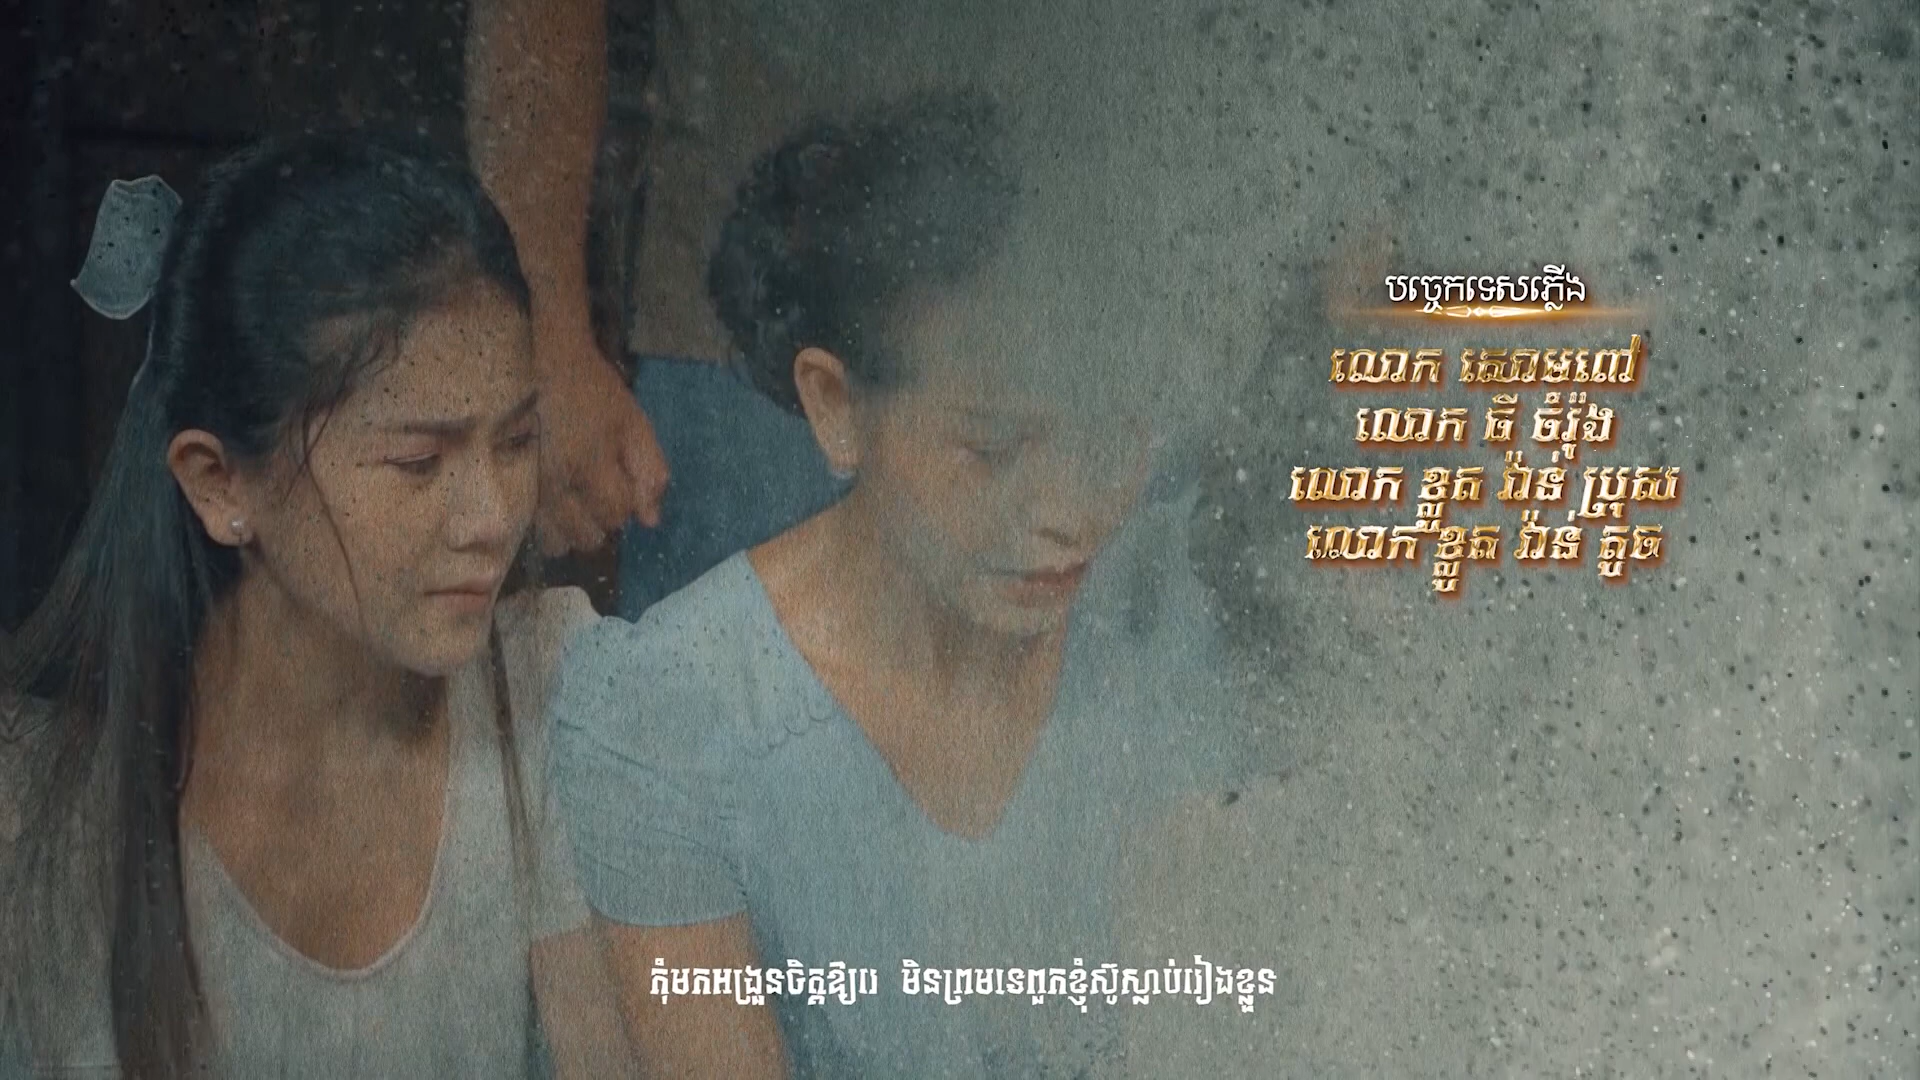 បច្ចេកទេសភ្លើង
លោក សោមពៅ
លោក ធី ចំរ៉ុង
លោក ខ្លូត វ៉ាន់ ប្រុស
លោក ខ្លូត វ៉ាន់ តូច
កុំមកអង្រួនចិត្តឱ្យរេ មិនព្រមទេពួកខ្ញុំស៊ូស្លាប់រៀងខ្លួន